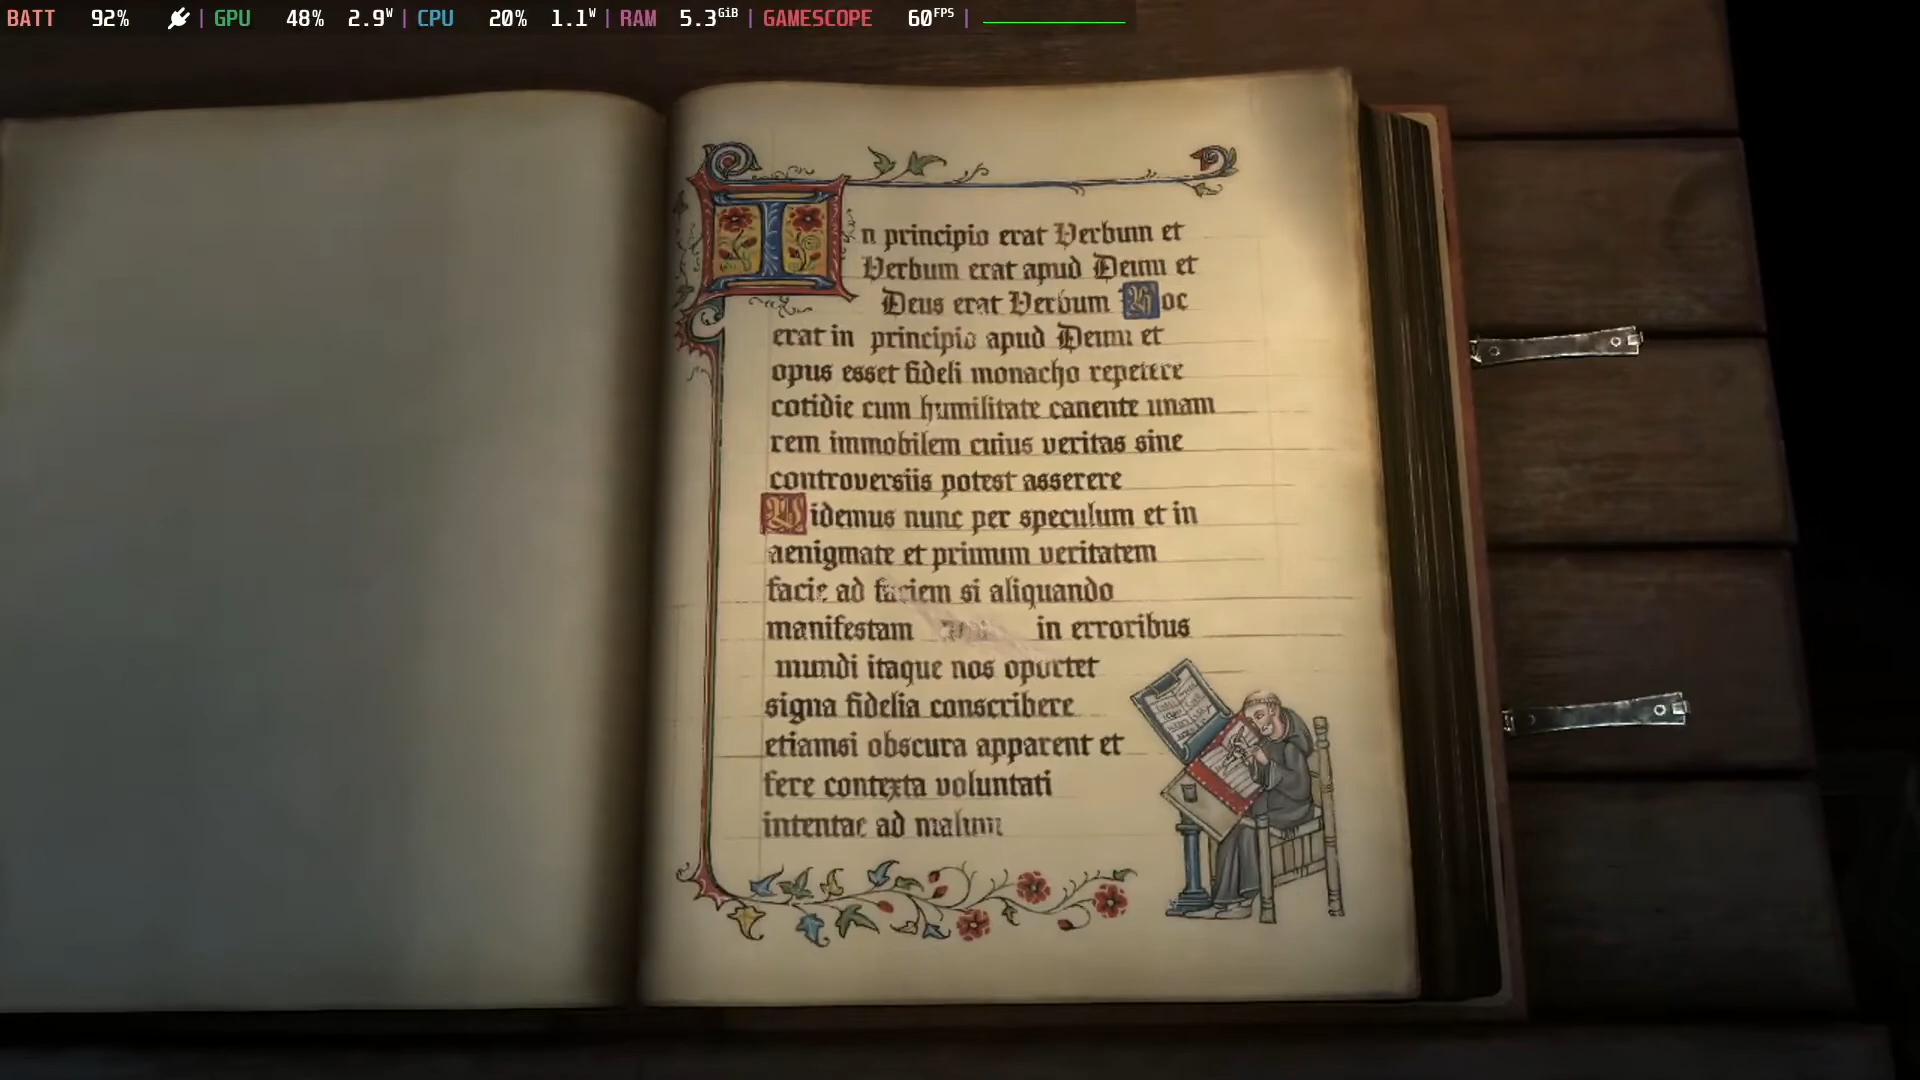 BATT 92% | GPU 48% 2.9W | CPU 20% 1.1W | RAM 5.3GiB | GAMESCOPE 60FPS |
In principio erat Verbum et
Verbum erat apud Deum et
Deus erat Verbum Hoc
erat in principio apud Deum et
opus esset fideli monacho repetere
cotidie cum humilitate canente unam
rem immobilem cuius veritas sine
controversiis potest asserere
Videmus nunc per speculum et in
aenigmate et primum veritatem
facie ad faciem si aliquando
manifestam in erroribus
mundi itaque nos oportet
signa fidelia conscribere
etiamsi obscura apparent et
fere contexta voluntati
intentae ad malum